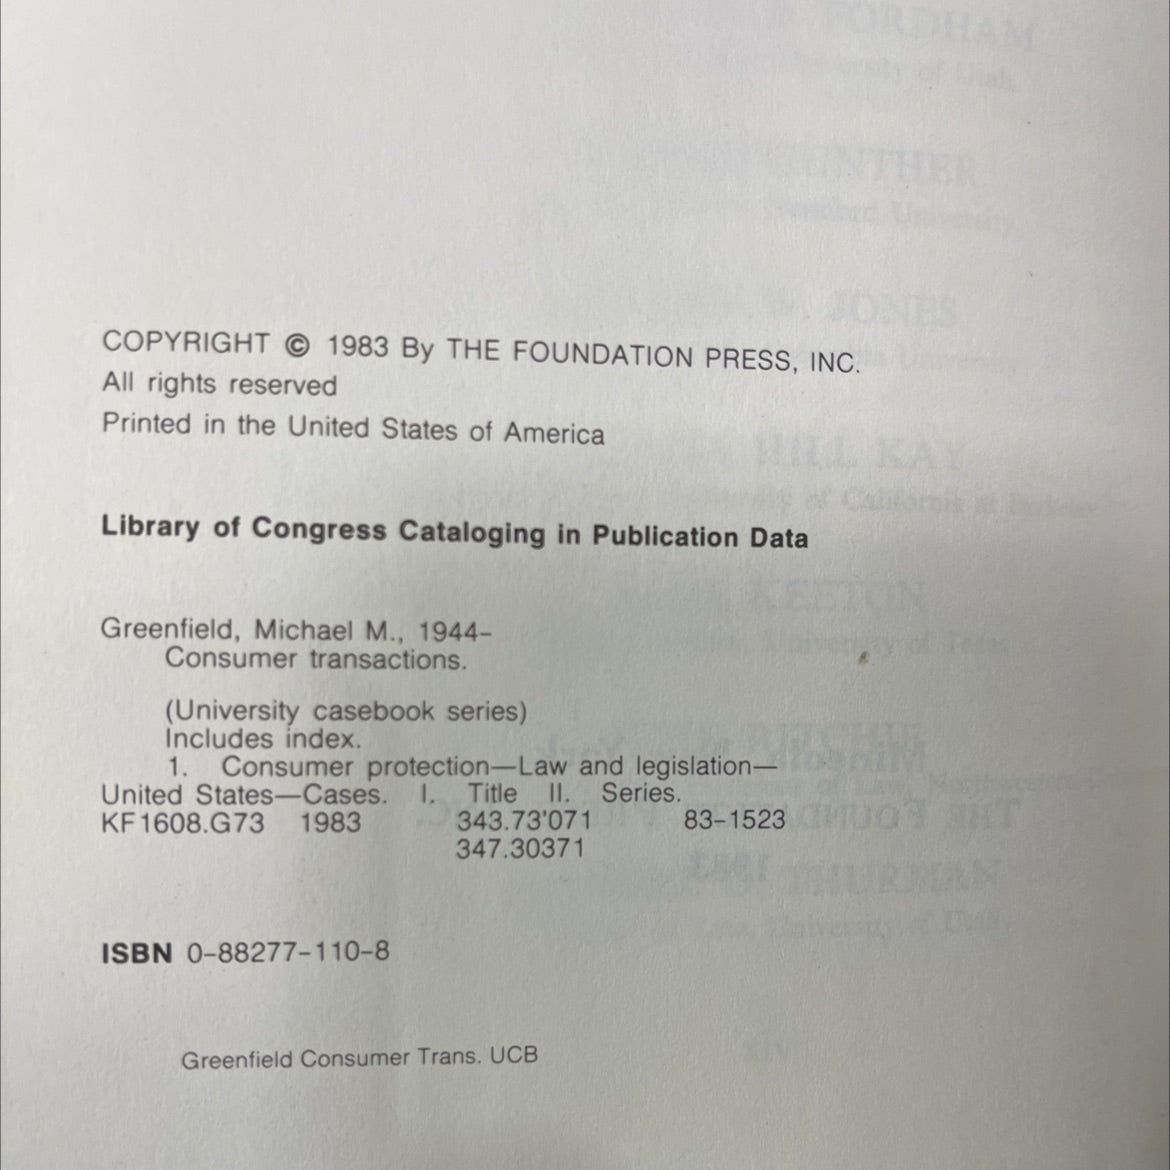 COPYRIGHT © 1983 By THE FOUNDATION PRESS, INC.
All rights reserved
Printed in the United States of America
Library of Congress Cataloging in Publication Data
Greenfield, Michael M., 1944–
Consumer transactions.
(University casebook series)
Includes index.
1. Consumer protection—Law and legislation—
United States—Cases. I. Title II. Series.
KF1608.G73 1983 343.73'071 83–1523
347.30371
ISBN 0–88277–110–8
Greenfield Consumer Trans. UCB